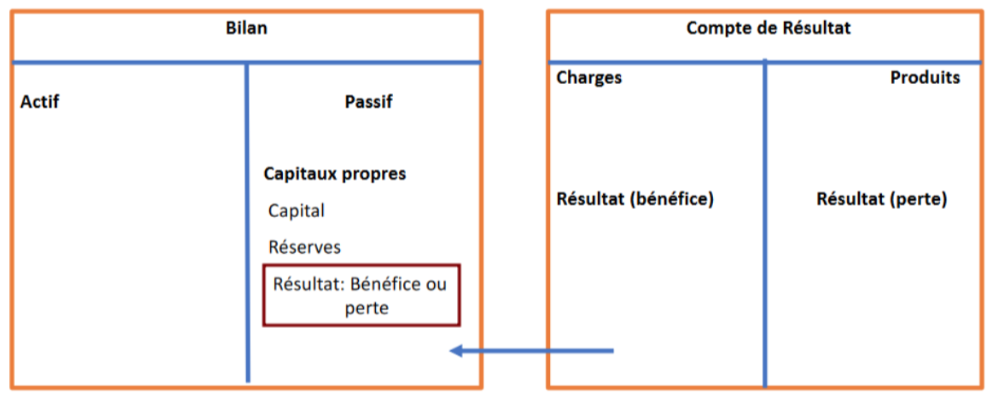 Bilan
Actif
Passif
Capitaux propres
Capital
Réserves
Résultat: Bénéfice ou
perte
Compte de Résultat
Charges
Produits
Résultat (bénéfice)
Résultat (perte)